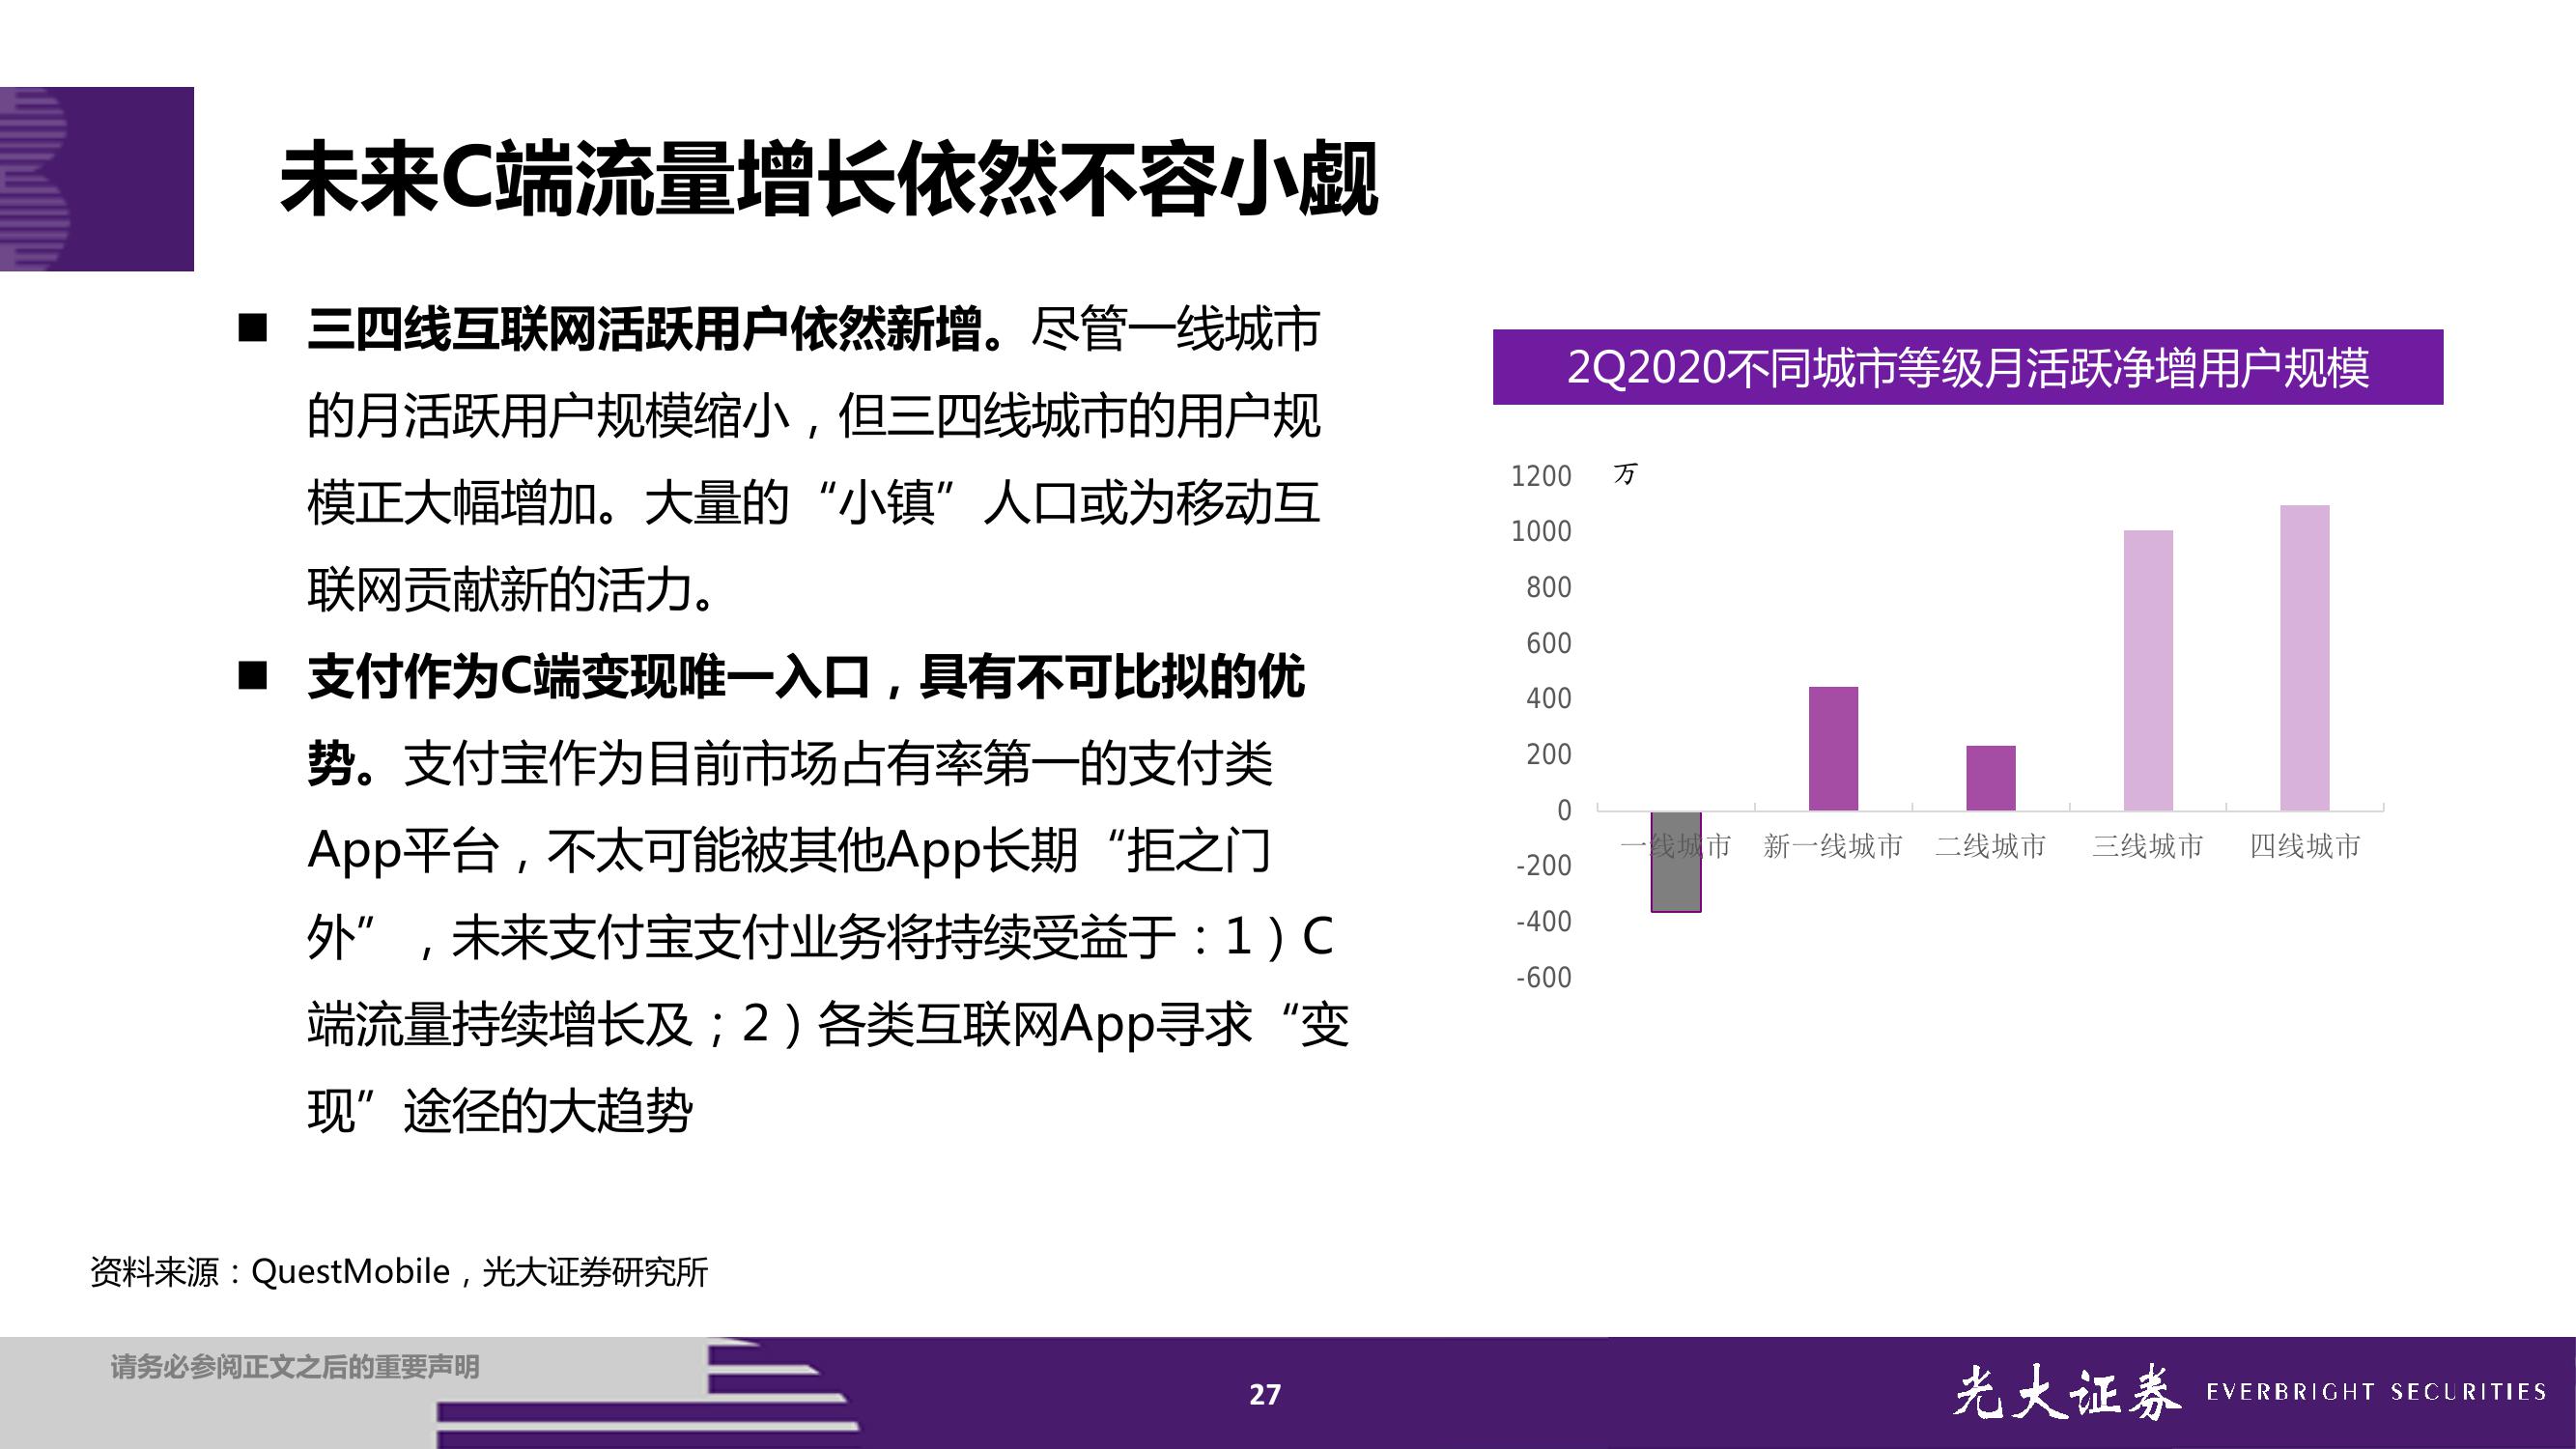 未来C端流量增长依然不容小觑
■ 三四线互联网活跃用户依然新增。尽管一线城市
的月活跃用户规模缩小，但三四线城市的用户规
模正大幅增加。大量的“小镇”人口或为移动互
联网贡献新的活力。
■ 支付作为C端变现唯一入口，具有不可比拟的优
势。支付宝作为目前市场占有率第一的支付类
App平台，不太可能被其他App长期“拒之门
外”，未来支付宝支付业务将持续受益于：1）C
端流量持续增长及；2）各类互联网App寻求“变
现”途径的大趋势
2Q2020不同城市等级月活跃净增用户规模
万
1200
1000
800
600
400
200
0
-200
-400
-600
一线城市 新一线城市 二线城市 三线城市 四线城市
资料来源：QuestMobile，光大证券研究所
请务必参阅正文之后的重要声明
27
光大证券 EVERBRIGHT SECURITIES